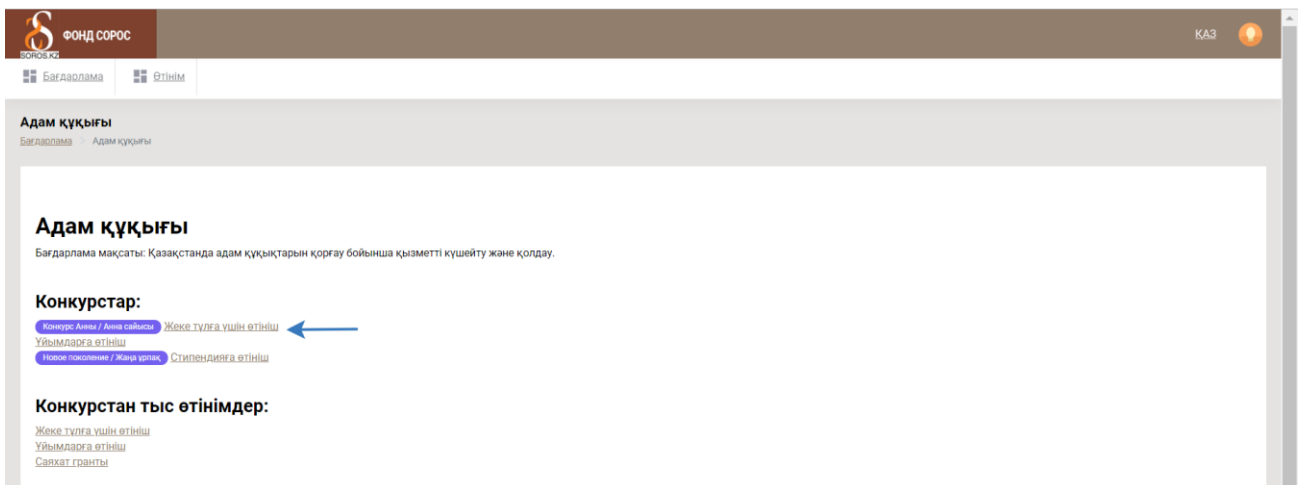 ФОНД СОРОС
SOROS.KZ
ҚАЗ
Бағдарлама Өтінім
Адам құқығы
Бағдарлама > Адам құқығы
Адам құқығы
Бағдарлама мақсаты: Қазақстанда адам құқықтарын қорғау бойынша қызметті күшейту және қолдау.
Конкурстар:
Конкурс Анны / Анна сайысы Жеке тұлға үшін өтініш
Ұйымдарға өтініш
Новое поколение / Жаңа ұрпақ Стипендияға өтініш
Конкурстан тыс өтінімдер:
Жеке тұлға үшін өтініш
Ұйымдарға өтініш
Саяхат гранты